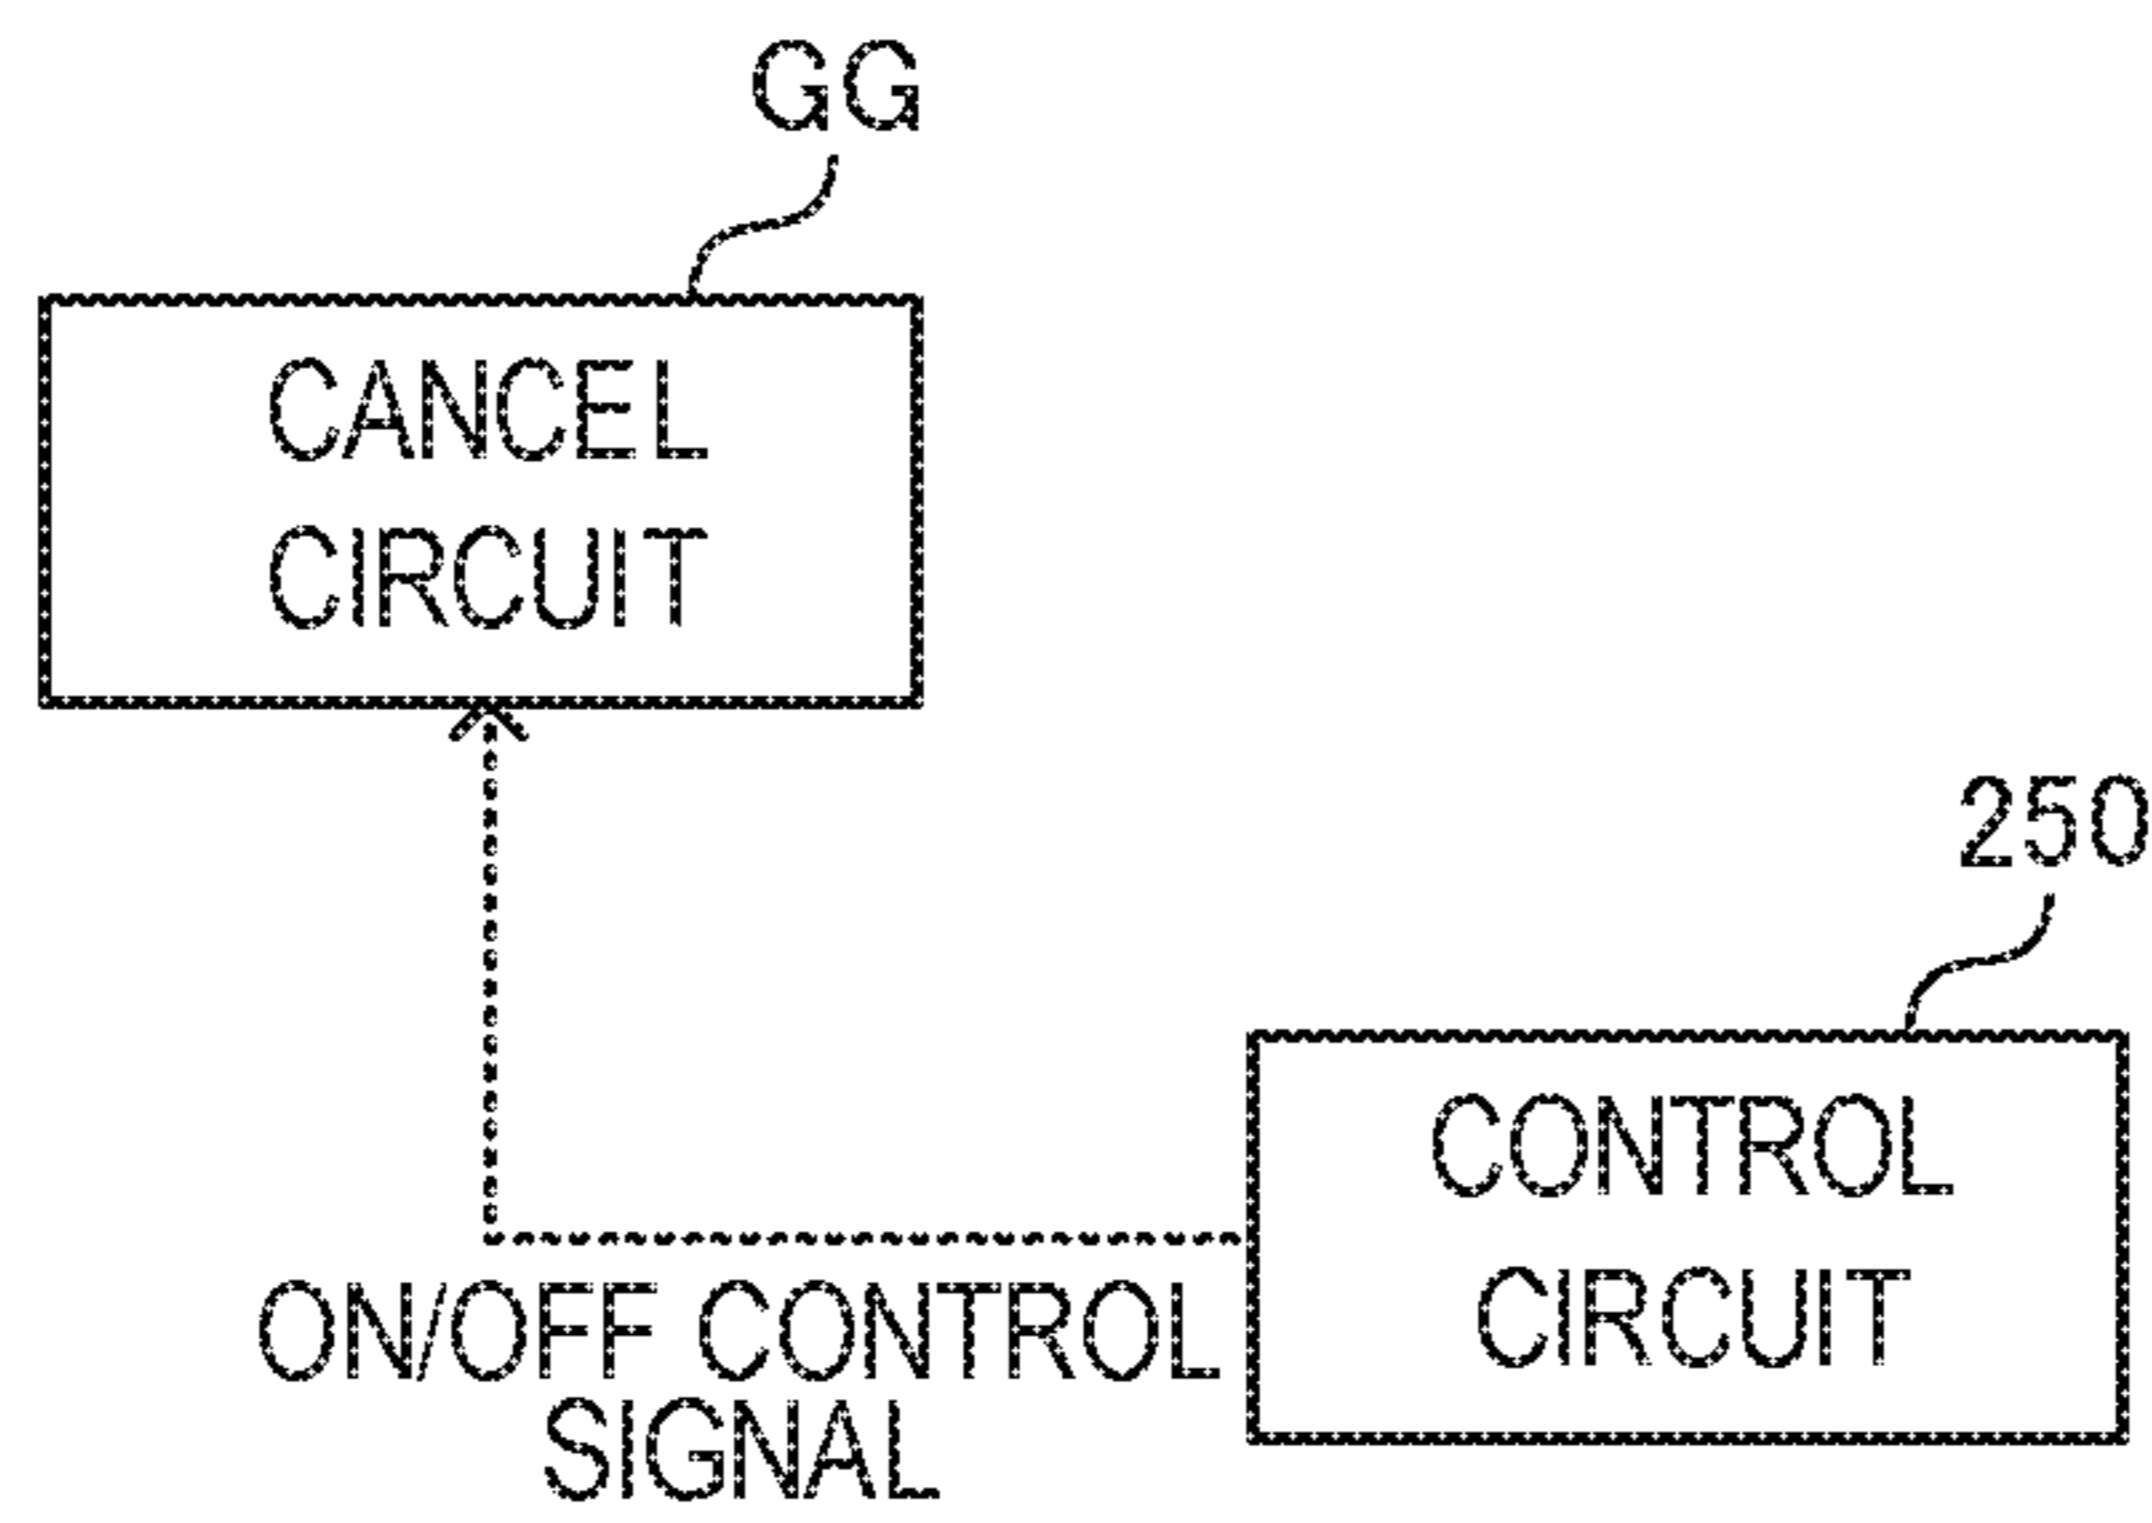 GG
CANCEL
CIRCUIT
250
CONTROL
CIRCUIT
ON/OFF CONTROL
SIGNAL